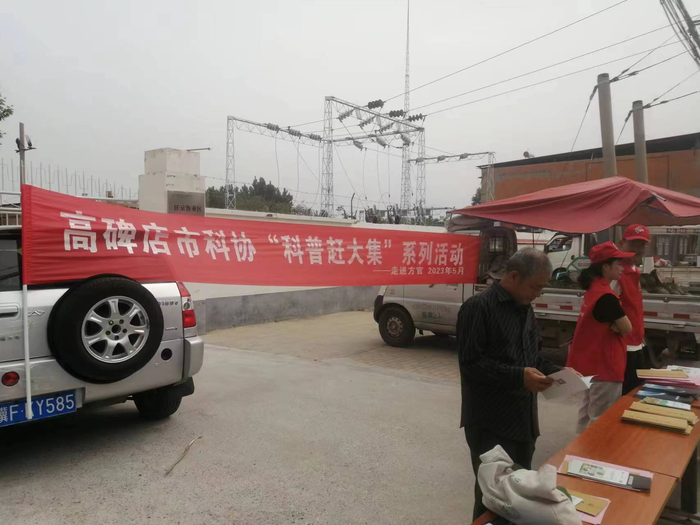 高碑店市科协“科普赶大集”系列活动
——走进方官 2023年5月
冀F
Y585